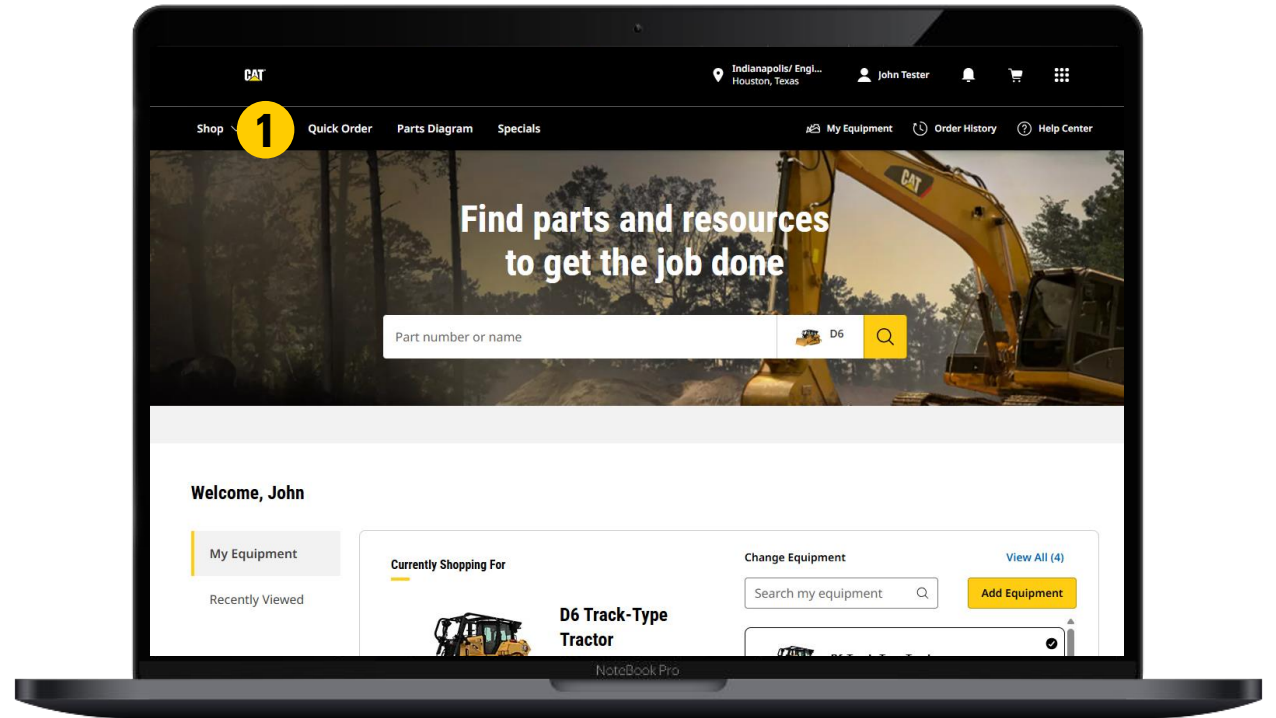 CAT
Indianapolis/ Engi...
Houston, Texas
John Tester
Shop
1
Quick Order
Parts Diagram
Specials
My Equipment
Order History
? Help Center
CAT
Find parts and resources
to get the job done
Part number or name
D6
Welcome, John
My Equipment
Recently Viewed
Currently Shopping For
D6 Track-Type
Tractor
Change Equipment
View All (4)
Search my equipment
Add Equipment
NoteBook Pro